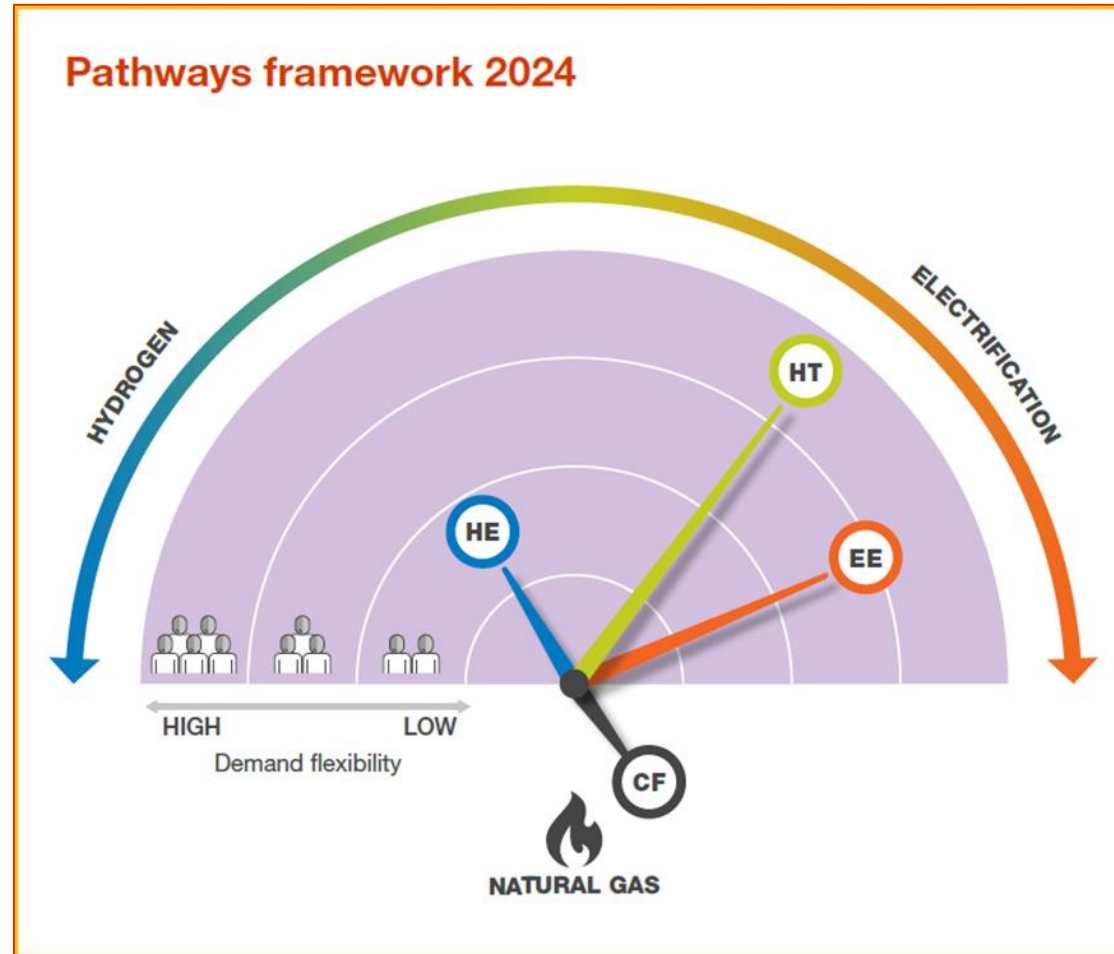 Pathways framework 2024
HYDROGEN
ELECTRIFICATION
HT
HE
EE
HIGH
LOW
Demand flexibility
CF
NATURAL GAS